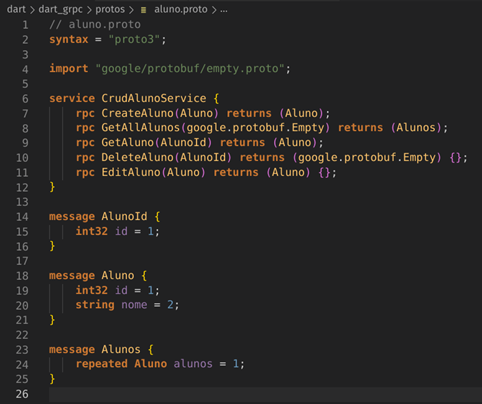 dart > dart_grpc > protos > aluno.proto > ...
1 // aluno.proto
2 syntax = "proto3";
3
4 import "google/protobuf/empty.proto";
5
6 service CrudAlunoService {
7 rpc CreateAluno(Aluno) returns (Aluno);
8 rpc GetAllAlunos(google.protobuf.Empty) returns (Alunos);
9 rpc GetAluno(AlunoId) returns (Aluno);
10 rpc DeleteAluno(AlunoId) returns (google.protobuf.Empty) {};
11 rpc EditAluno(Aluno) returns (Aluno) {};
12 }
13
14 message AlunoId {
15 int32 id = 1;
16 }
17
18 message Aluno {
19 int32 id = 1;
20 string nome = 2;
21 }
22
23 message Alunos {
24 repeated Aluno alunos = 1;
25 }
26